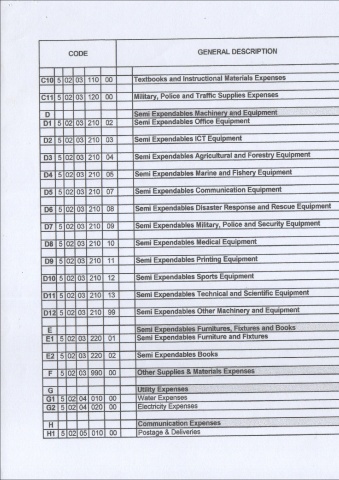 CODE GENERAL DESCRIPTION
C10 5 02 03 110 00 Textbooks and Instructional Materials Expenses
C11 5 02 03 120 00 Military, Police and Traffic Supplies Expenses
D Semi Expendables Machinery and Equipment
D1 5 02 03 210 02 Semi Expendables Office Equipment
D2 5 02 03 210 03 Semi Expendables ICT Equipment
D3 5 02 03 210 04 Semi Expendables Agricultural and Forestry Equipment
D4 5 02 03 210 05 Semi Expendables Marine and Fishery Equipment
D5 5 02 03 210 07 Semi Expendables Communication Equipment
D6 5 02 03 210 08 Semi Expendables Disaster Response and Rescue Equipment
D7 5 02 03 210 09 Semi Expendables Military, Police and Security Equipment
D8 5 02 03 210 10 Semi Expendables Medical Equipment
D9 5 02 03 210 11 Semi Expendables Printing Equipment
D10 5 02 03 210 12 Semi Expendables Sports Equipment
D11 5 02 03 210 13 Semi Expendables Technical and Scientific Equipment
D12 5 02 03 210 99 Semi Expendables Other Machinery and Equipment
E Semi Expendables Furnitures, Fixtures and Books
E1 5 02 03 220 01 Semi Expendables Furniture and Fixtures
E2 5 02 03 220 02 Semi Expendables Books
F 5 02 03 990 00 Other Supplies & Materials Expenses
G Utility Expenses
G1 5 02 04 010 00 Water Expenses
G2 5 02 04 020 00 Electricity Expenses
H Communication Expenses
H1 5 02 05 010 00 Postage & Deliveries